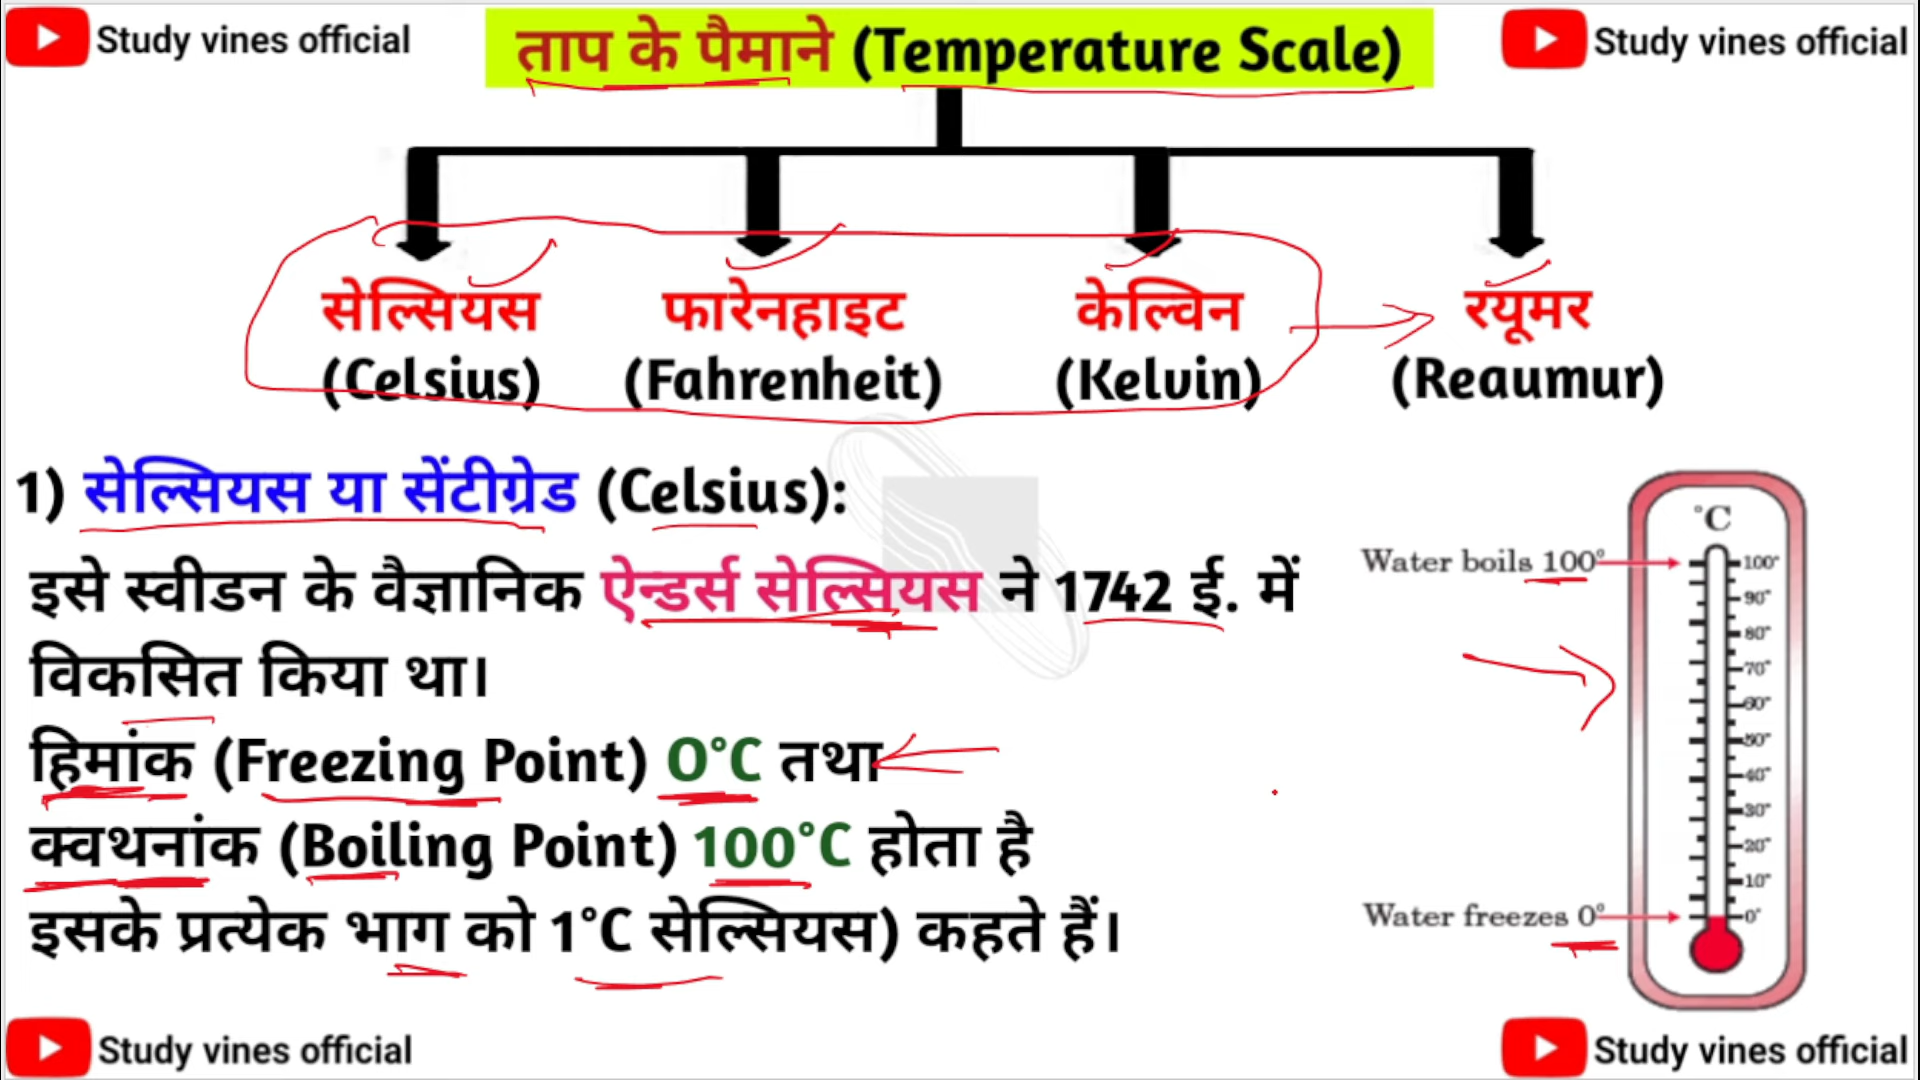 Study vines official
ताप के पैमाने (Temperature Scale)
Study vines official
सेल्सियस
(Celsius)
फारेनहाइट
(Fahrenheit)
केल्विन
(Kelvin)
रयूमर
(Reaumur)
1) सेल्सियस या सेंटीग्रेड (Celsius):
इसे स्वीडन के वैज्ञानिक ऐन्डर्स सेल्सियस ने 1742 ई. में
विकसित किया था।
हिमांक (Freezing Point) 0°C तथा
क्वथनांक (Boiling Point) 100°C होता है
इसके प्रत्येक भाग को 1°C सेल्सियस) कहते हैं।
°C
Water boils 100°
100°
90°
80°
70°
60°
50°
40°
30°
20°
10°
Water freezes 0°
0°
Study vines official
Study vines official